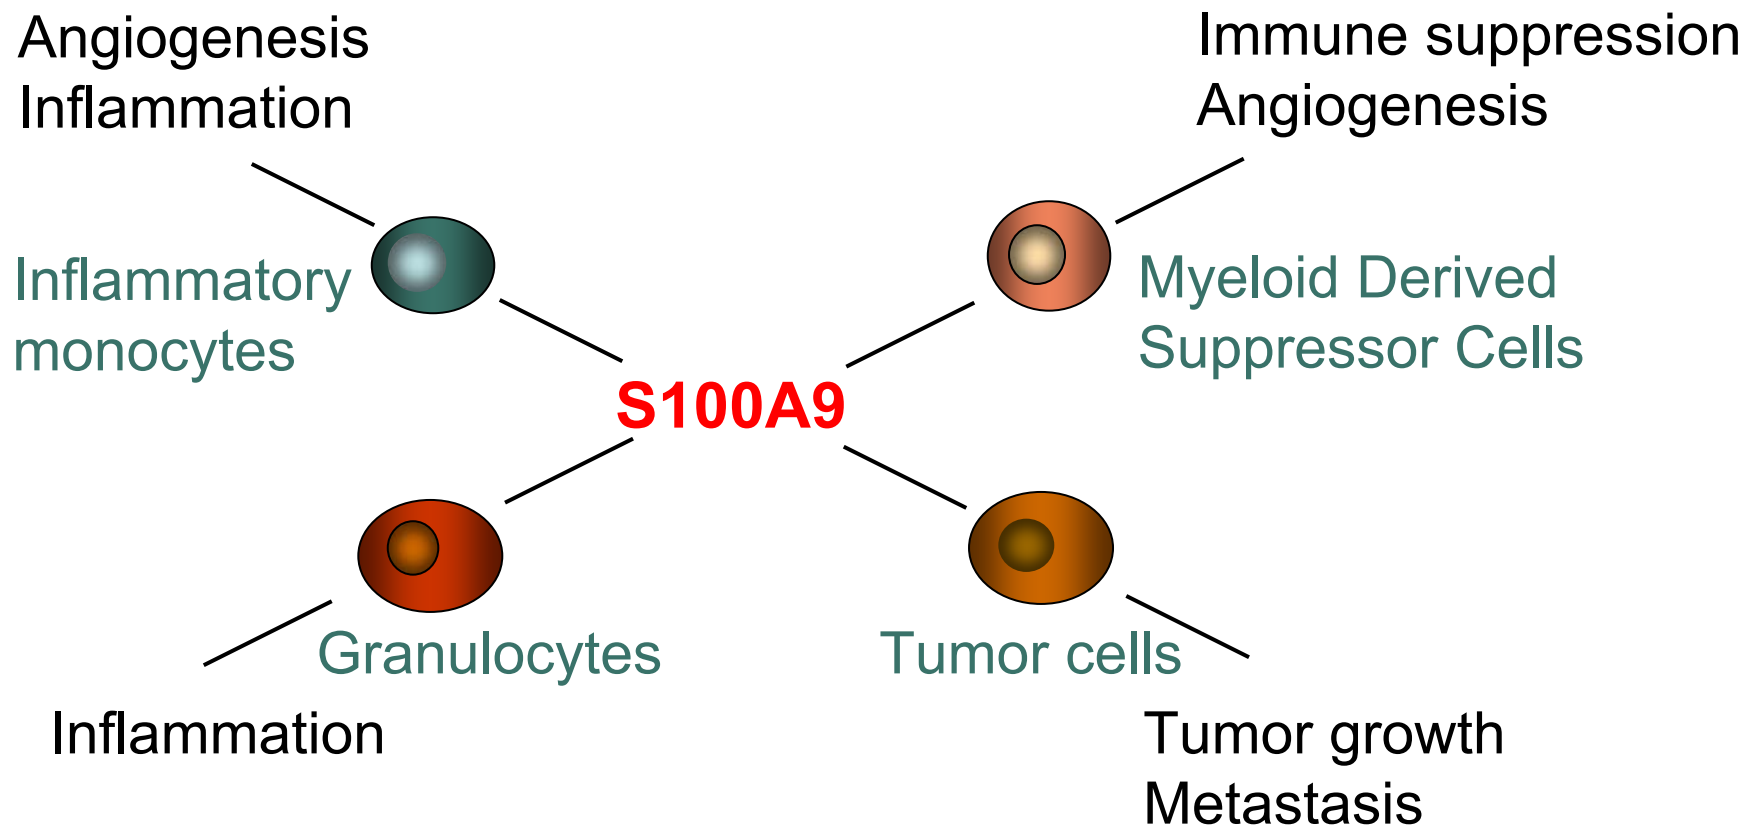 Angiogenesis
Inflammation
Immune suppression
Angiogenesis
Inflammatory
monocytes
Myeloid Derived
Suppressor Cells
S100A9
Granulocytes
Tumor cells
Inflammation
Tumor growth
Metastasis